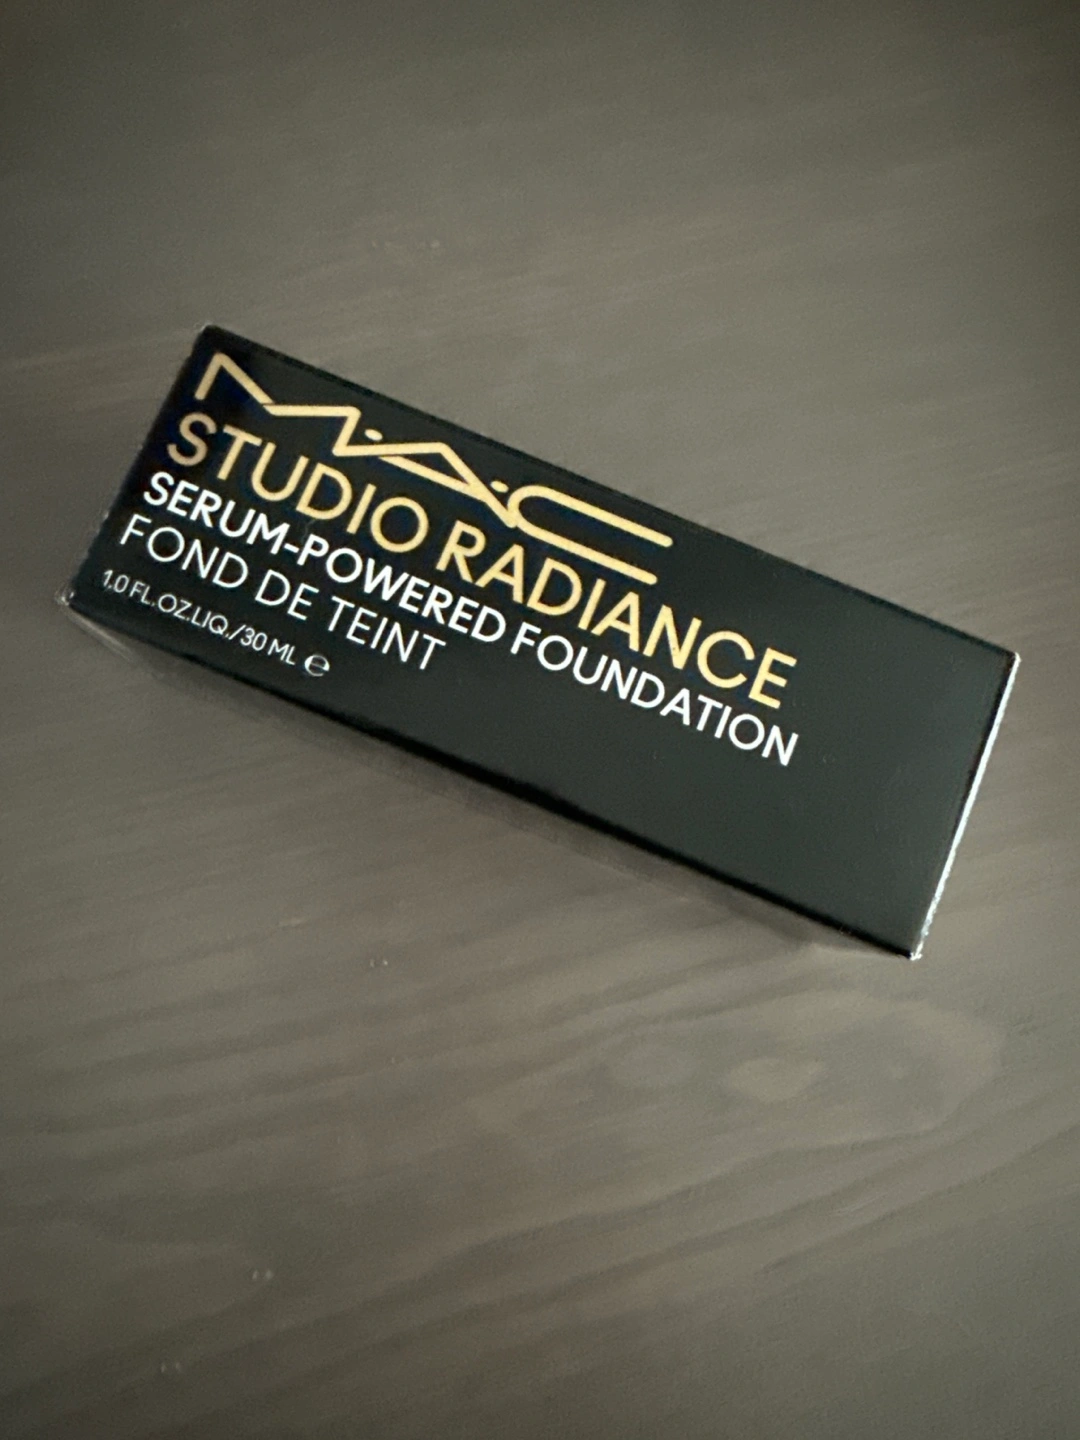 M·A·C
STUDIO RADIANCE
SERUM-POWERED FOUNDATION
FOND DE TEINT
1.0 FL.OZ.LIQ./30 ML ℮